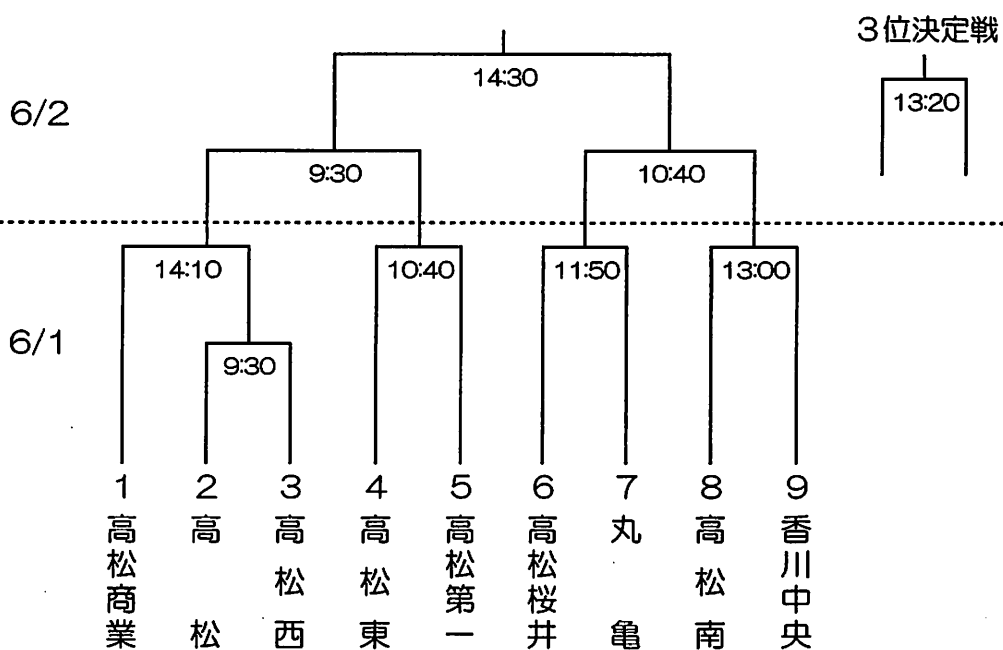 3位決定戦
14:30
13:20
6/2
9:30
10:40
14:10
10:40
11:50
13:00
6/1
9:30
1 高松商業
2 高松
3 高松西
4 高松東
5 高松第一
6 高松桜井
7 丸亀
8 高松南
9 香川中央